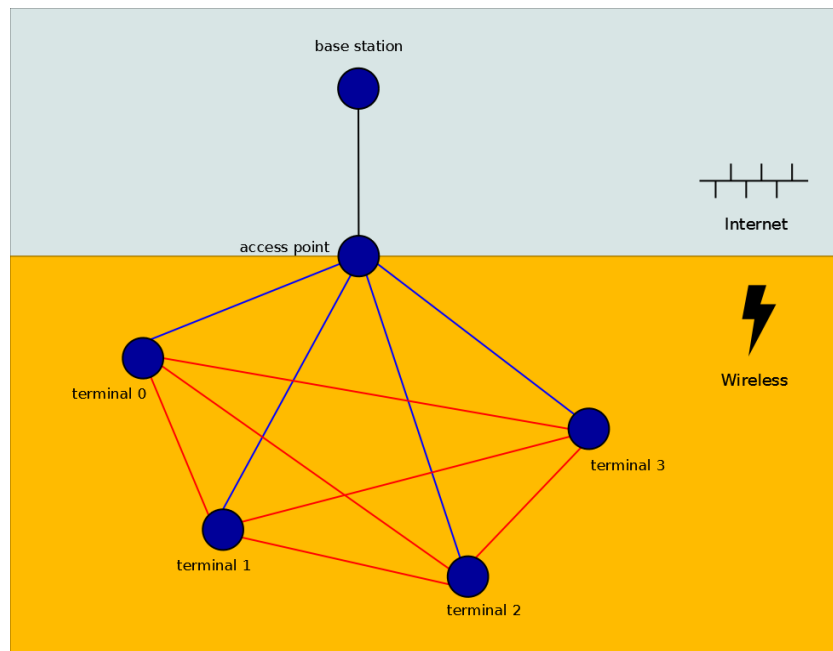 base station
Internet
access point
Wireless
terminal 0
terminal 3
terminal 1
terminal 2